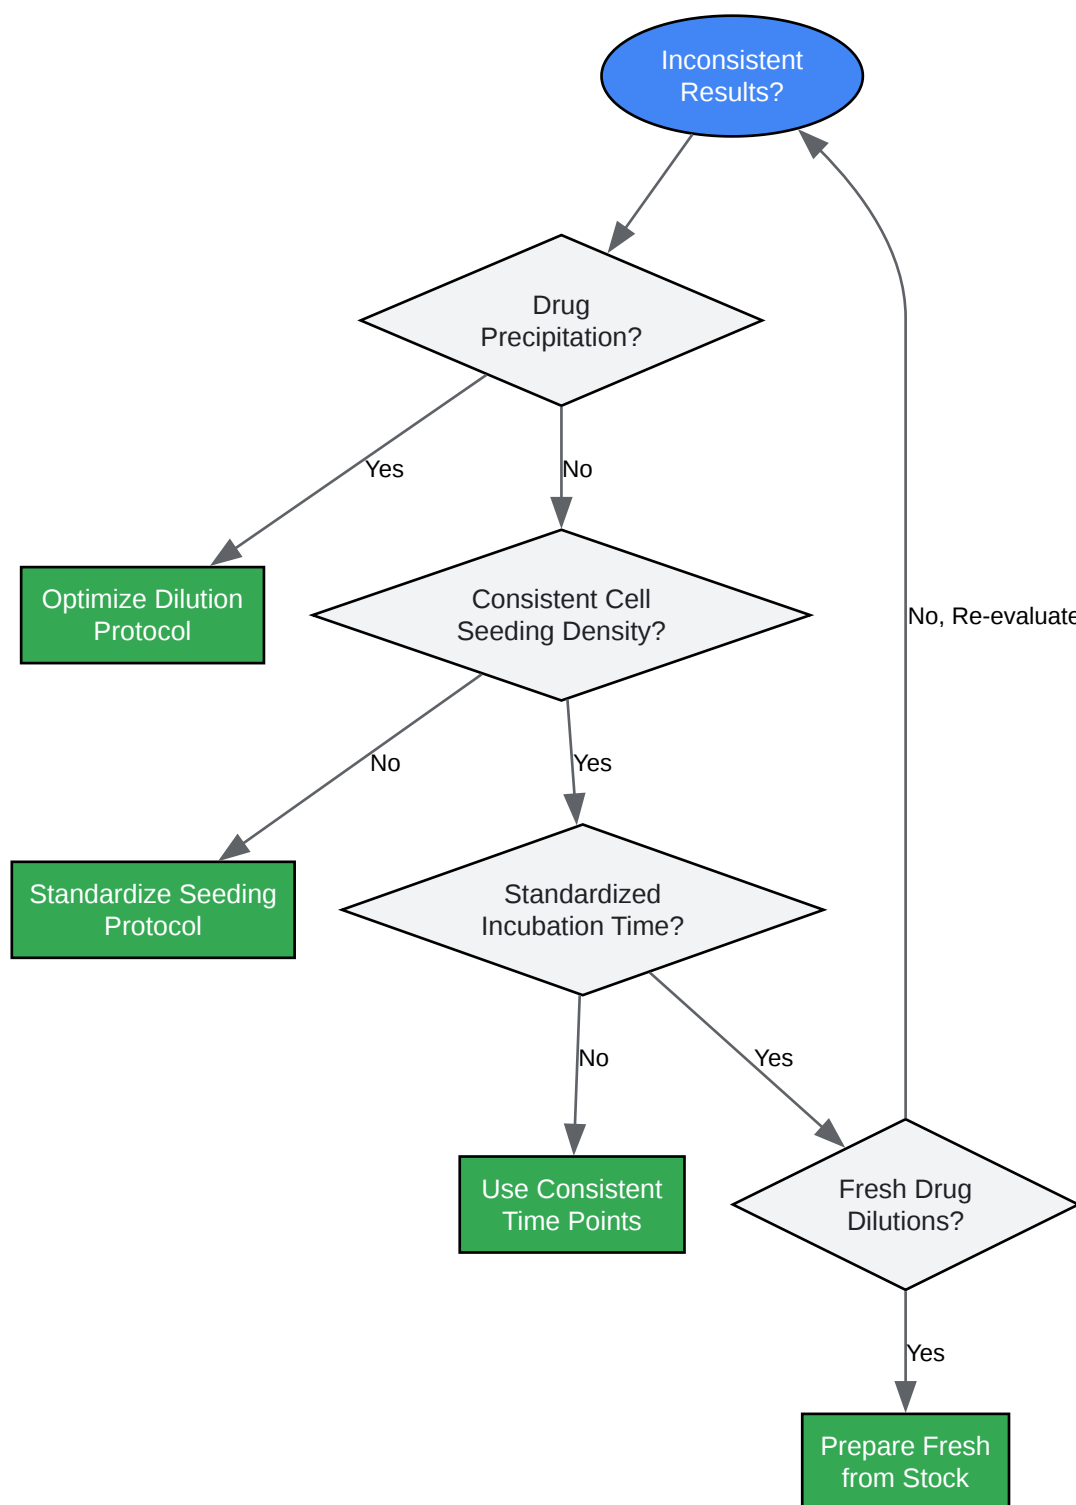 Inconsistent
Results?
Drug
Precipitation?
Yes
No
Optimize Dilution
Protocol
Consistent Cell
Seeding Density?
No, Re-evaluate
No
Yes
Standardize Seeding
Protocol
Standardized
Incubation Time?
No
Yes
Use Consistent
Time Points
Fresh Drug
Dilutions?
Yes
Prepare Fresh
from Stock